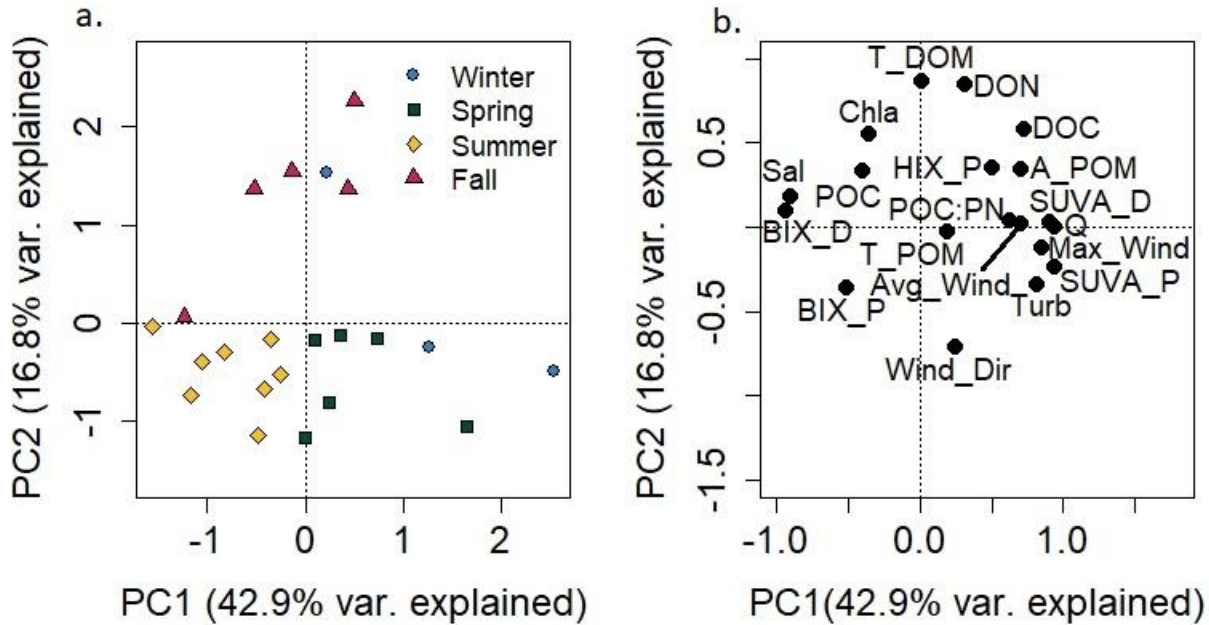 a.
PC2 (16.8% var. explained)
2
1
0
-1
Winter
Spring
Summer
Fall
-1 0 1 2
PC1 (42.9% var. explained)
b.
PC2 (16.8% var. explained)
0.5
-0.5
-1.5
T_DOM
DON
Chla
DOC
HIX_P
A_POM
Sal
POC
POC:PN
SUVA_D
BIX_D
Q
T_POM
Max_Wind
Avg_Wind
SUVA_P
BIX_P
Turb
Wind_Dir
-1.0 0.0 1.0
PC1(42.9% var. explained)